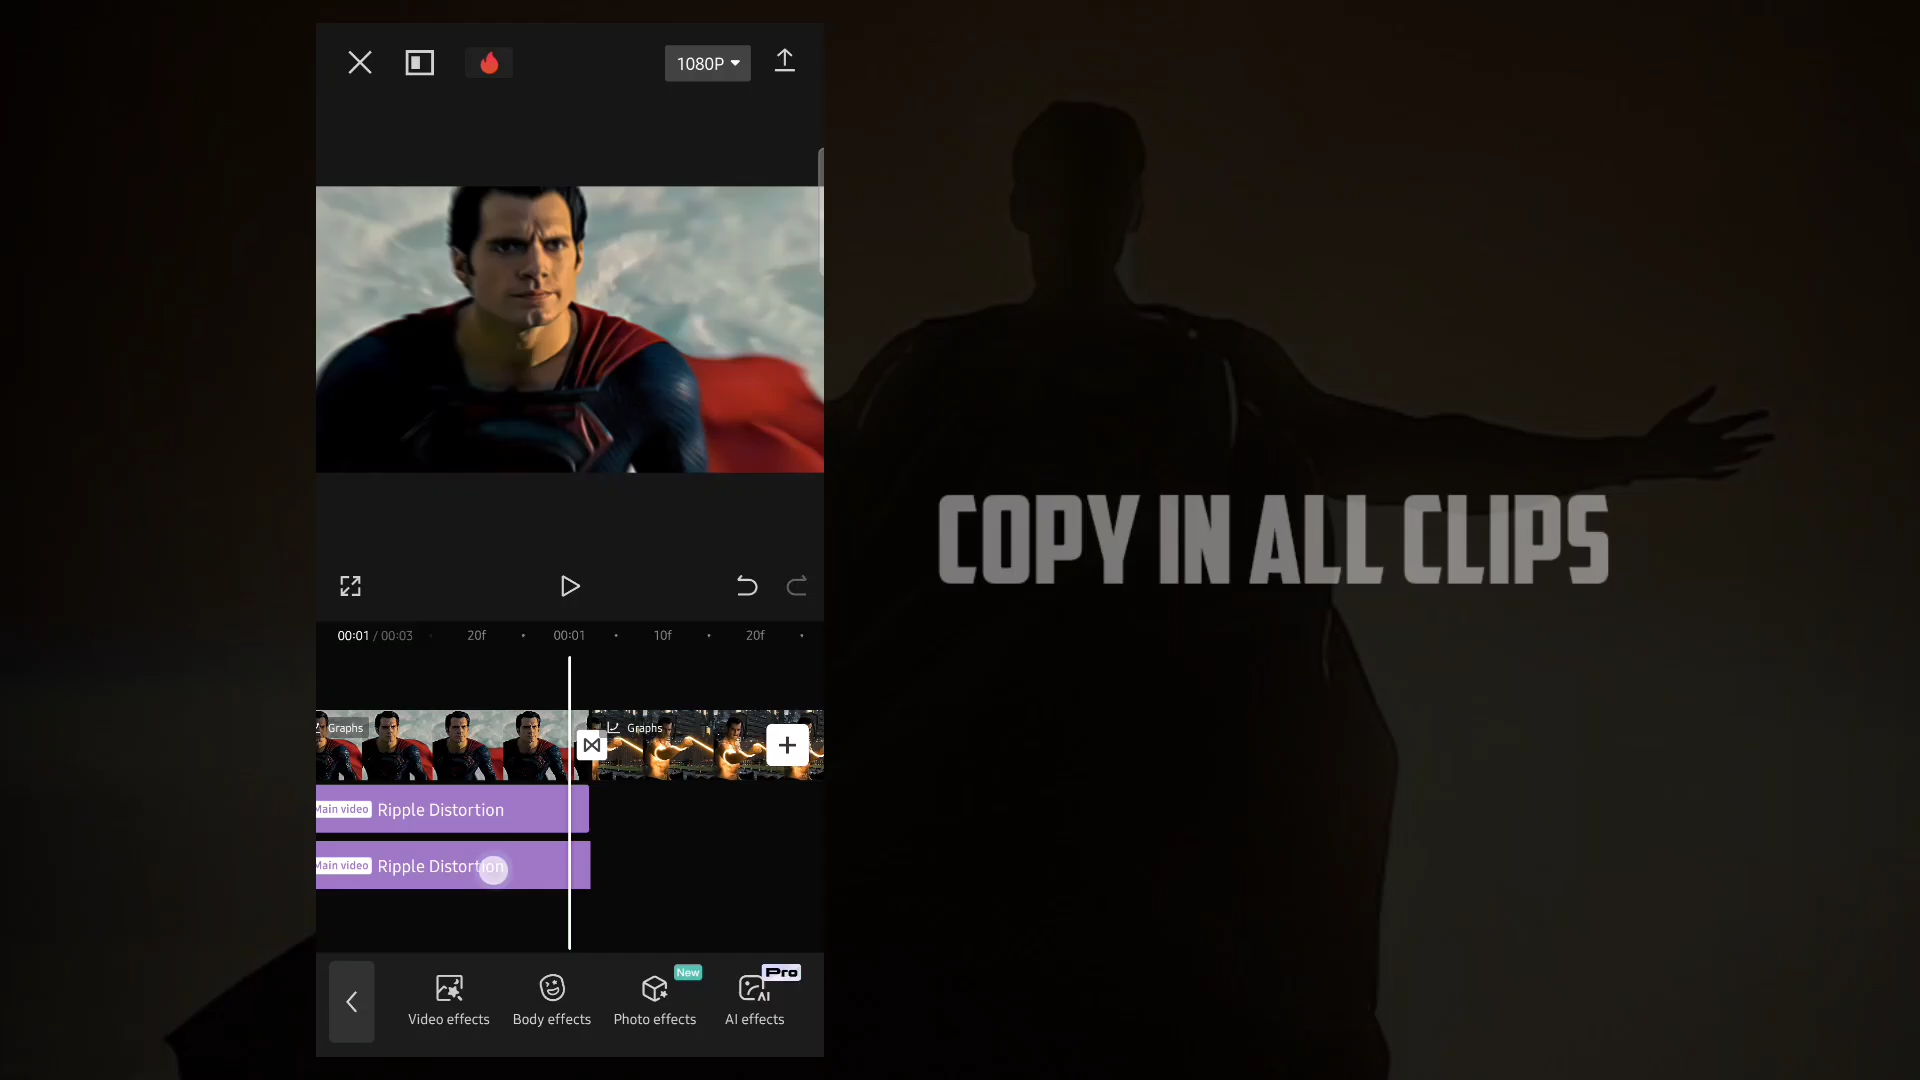 1080P
COPY IN ALL CLIPS
00:01 / 00:03
20f
00:01
10f
20f
Graphs
Graphs
Main video
Ripple Distortion
Main video
Ripple Distortion
New
Pro
AI
Video effects
Body effects
Photo effects
AI effects